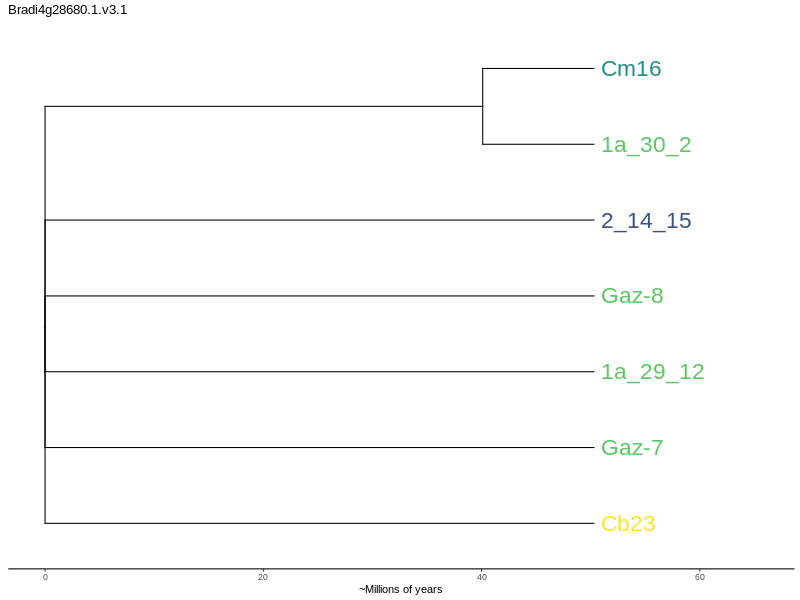 Bradi4g28680.1.v3.1
Cm16
1a_30_2
2_14_15
Gaz-8
1a_29_12
Gaz-7
Cb23
0 20 40 60
~Millions of years